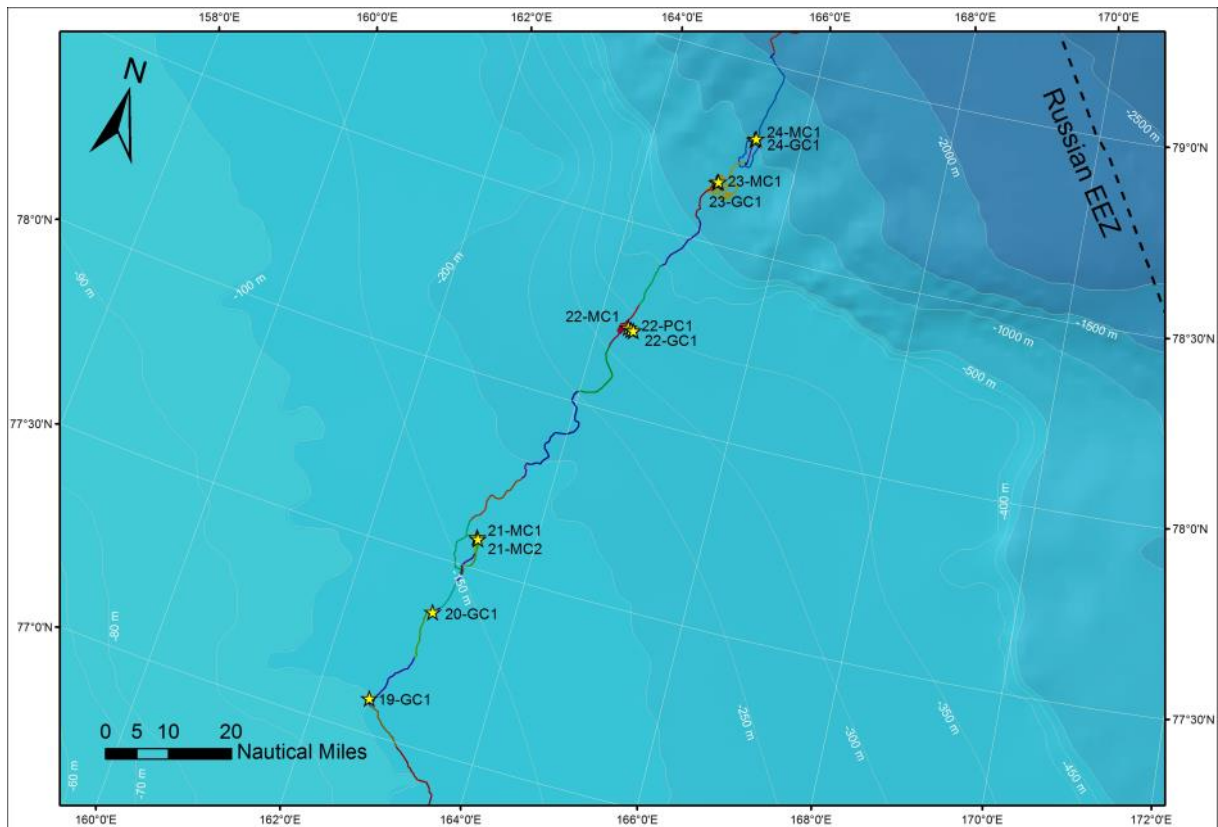 158°0'E
160°0'E
162°0'E
164°0'E
166°0'E
168°0'E
170°0'E
N
Russian EEZ
-2500 m
-2000 m
79°0'N
24-MC1
24-GC1
23-MC1
23-GC1
78°0'N
-200 m
-100 m
-90 m
22-MC1
22-PC1
22-GC1
-1500 m
-1000 m
78°30'N
-500 m
77°30'N
-400 m
21-MC1
21-MC2
78°0'N
-150 m
20-GC1
-80 m
77°0'N
19-GC1
-250 m
-350 m
-300 m
77°30'N
0 5 10 20
Nautical Miles
-60 m
-70 m
-450 m
160°0'E
162°0'E
164°0'E
166°0'E
168°0'E
170°0'E
172°0'E